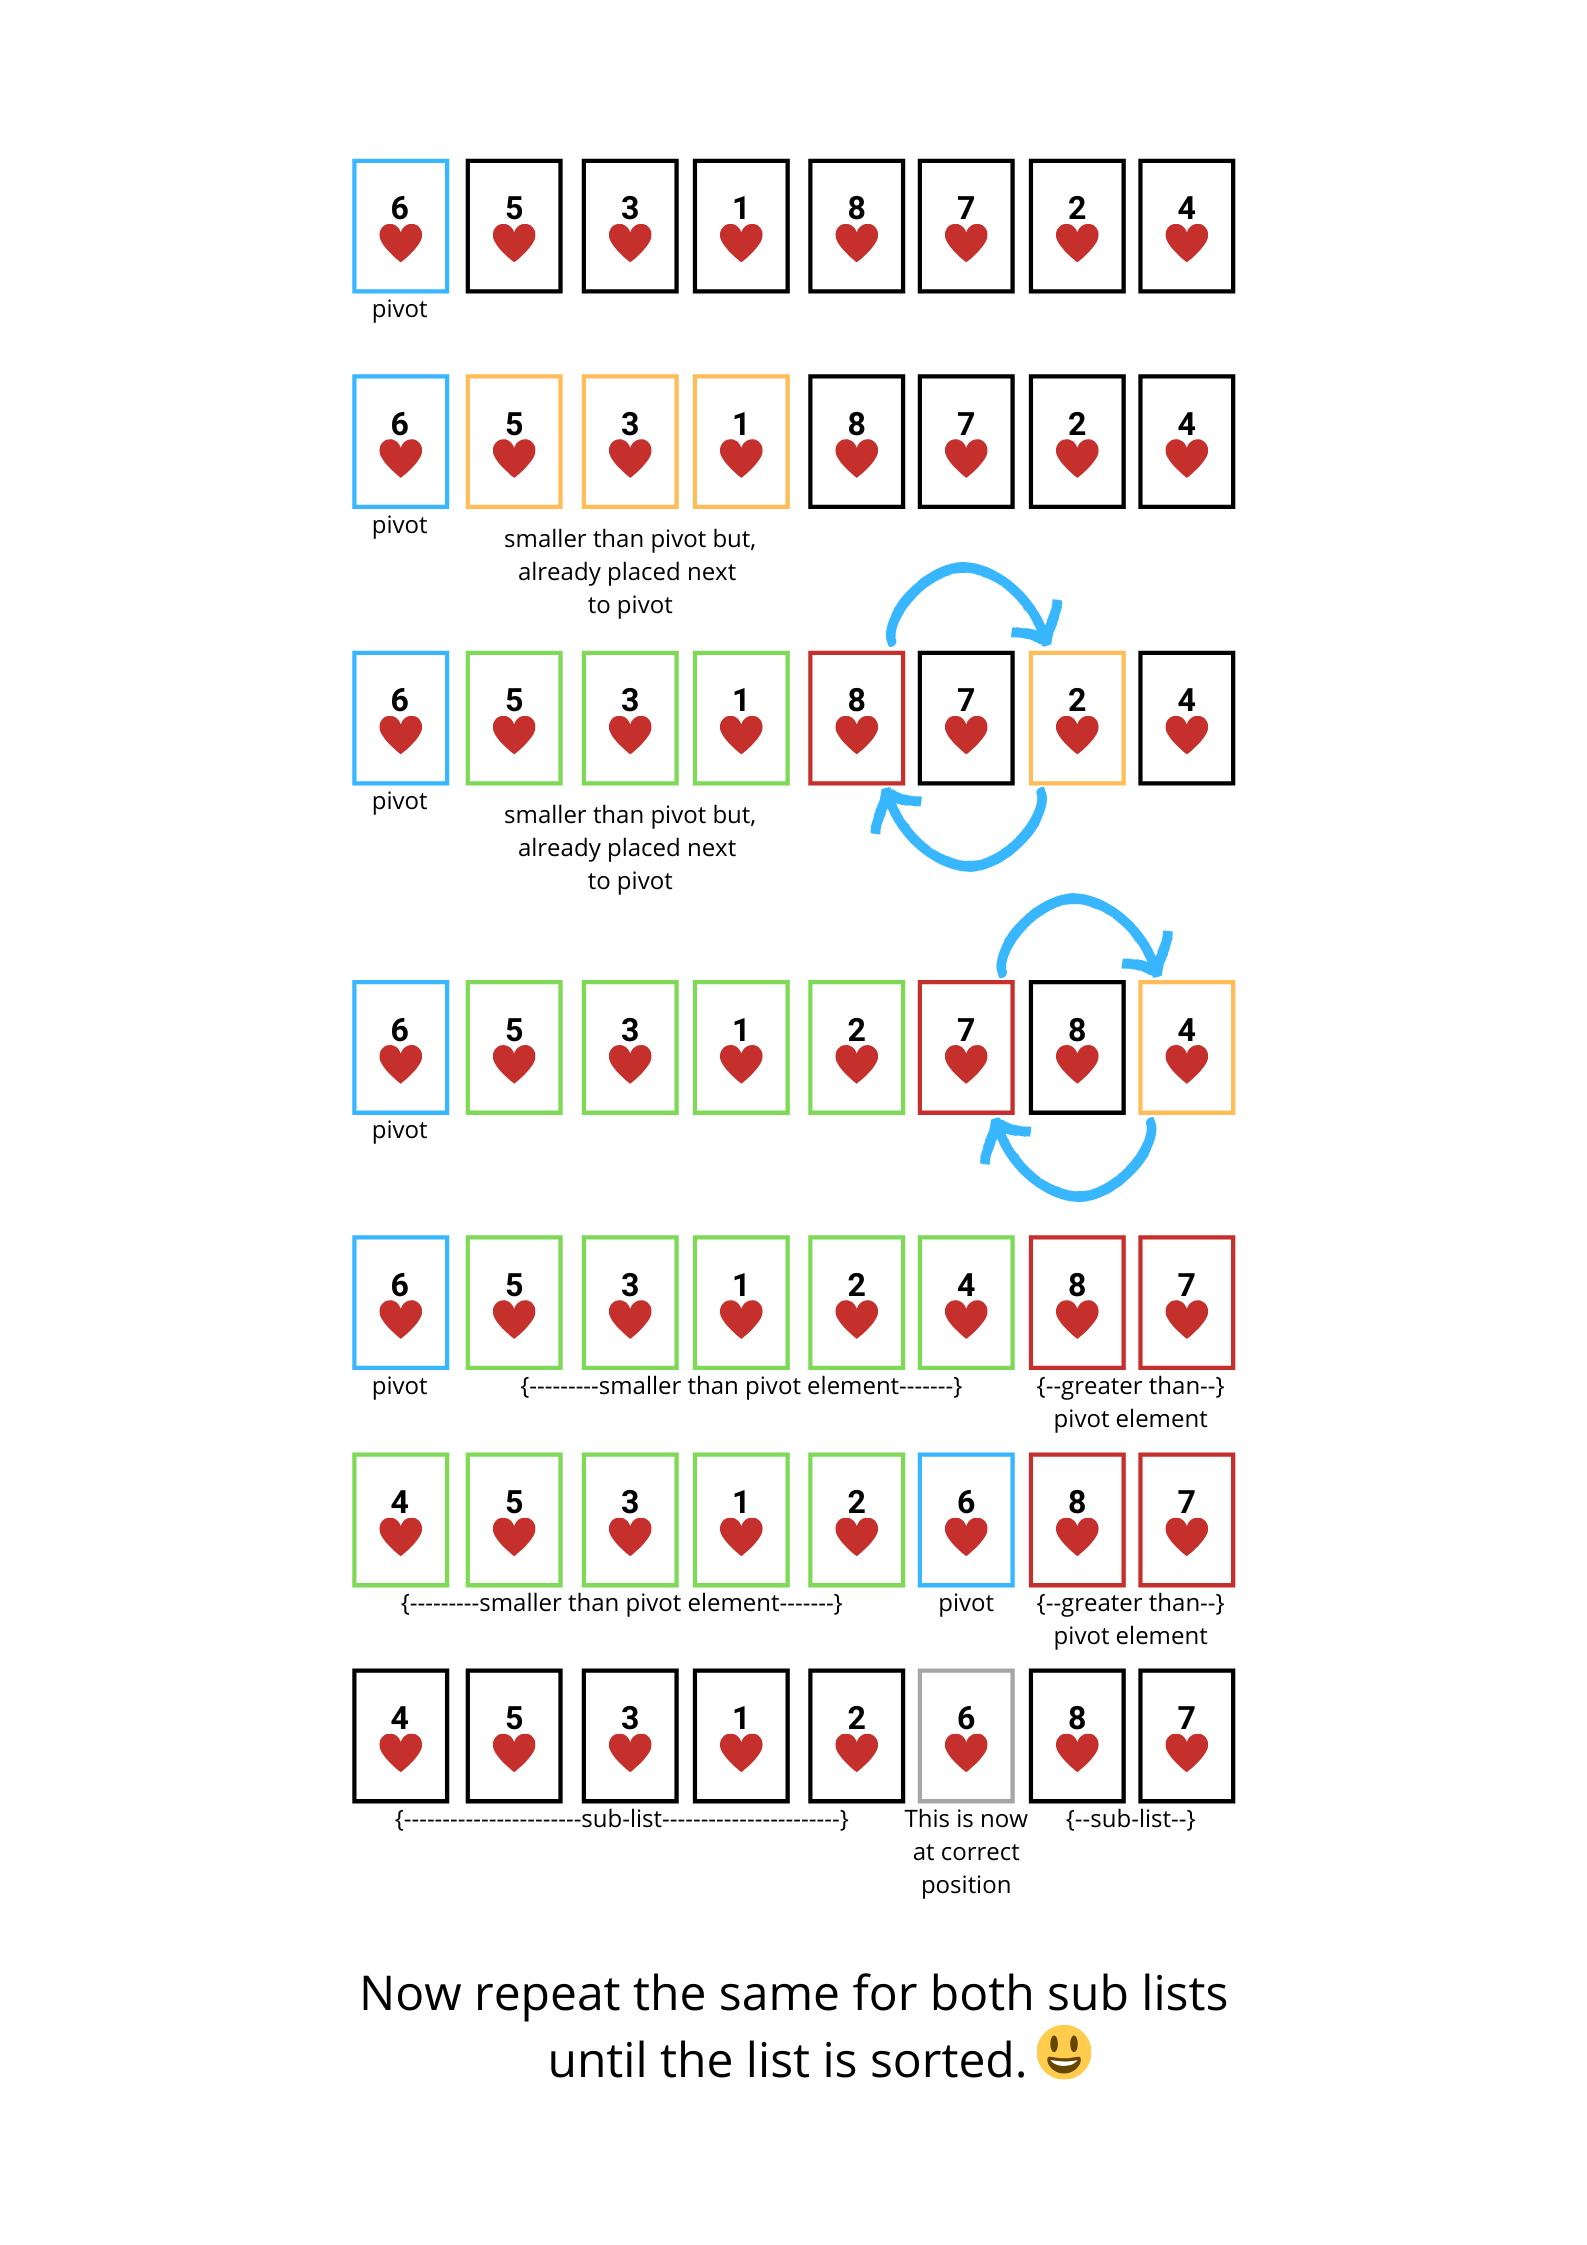 6 5 3 1 8 7 2 4
pivot
6 5 3 1 8 7 2 4
pivot
smaller than pivot but,
already placed next
to pivot
6 5 3 1 8 7 2 4
pivot
smaller than pivot but,
already placed next
to pivot
6 5 3 1 2 7 8 4
pivot
6 5 3 1 2 4 8 7
pivot {---------smaller than pivot element-------} {--greater than--}
pivot element
4 5 3 1 2 6 8 7
{---------smaller than pivot element-------} pivot {--greater than--}
pivot element
4 5 3 1 2 6 8 7
{-----------------------sub-list-----------------------} This is now {--sub-list--}
at correct
position
Now repeat the same for both sub lists
until the list is sorted.